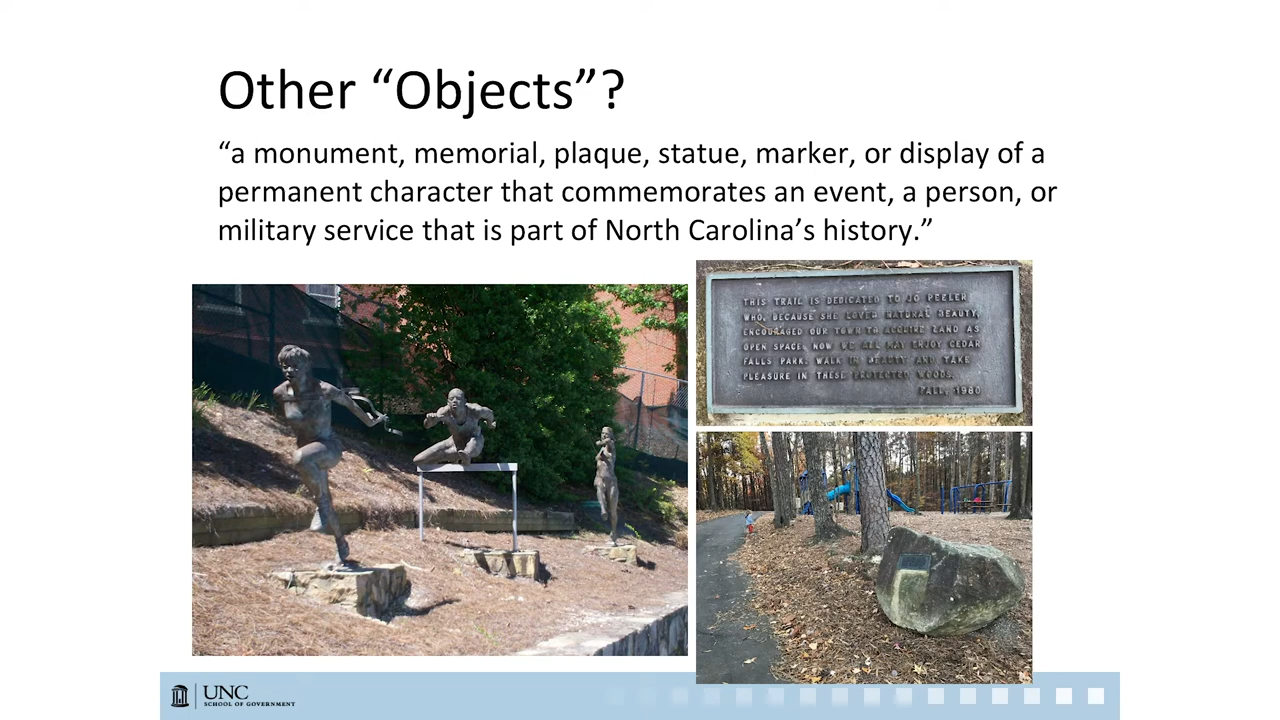 Other “Objects”?
“a monument, memorial, plaque, statue, marker, or display of a
permanent character that commemorates an event, a person, or
military service that is part of North Carolina’s history.”
THIS TRAIL IS DEDICATED TO JO PEELER
WHO, BECAUSE SHE LOVED NATURAL BEAUTY,
ENCOURAGED OUR TOWN TO ACQUIRE LAND AS
OPEN SPACE. NOW WE ALL MAY ENJOY CEDAR
FALLS PARK. WALK IN BEAUTY AND TAKE
PLEASURE IN THESE PROTECTED WOODS.
FALL, 1980
UNC
SCHOOL OF GOVERNMENT